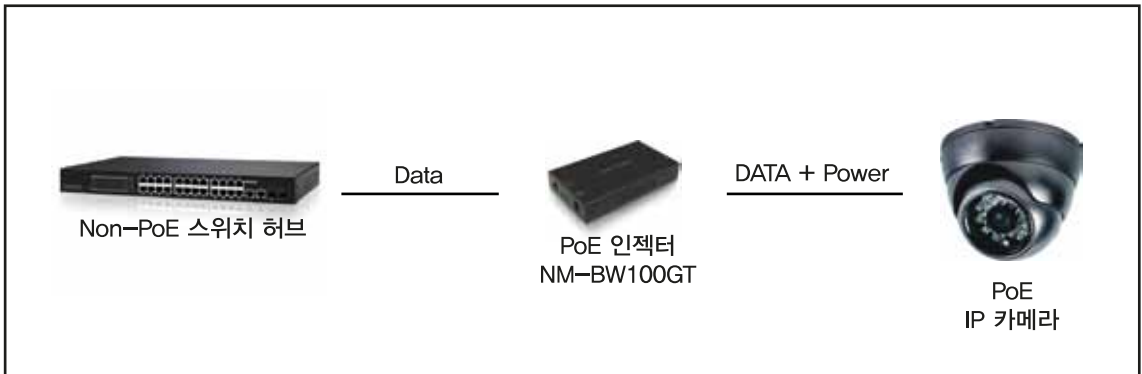 Data
DATA + Power
Non-PoE 스위치 허브
PoE 인젝터
NM-BW100GT
PoE
IP 카메라